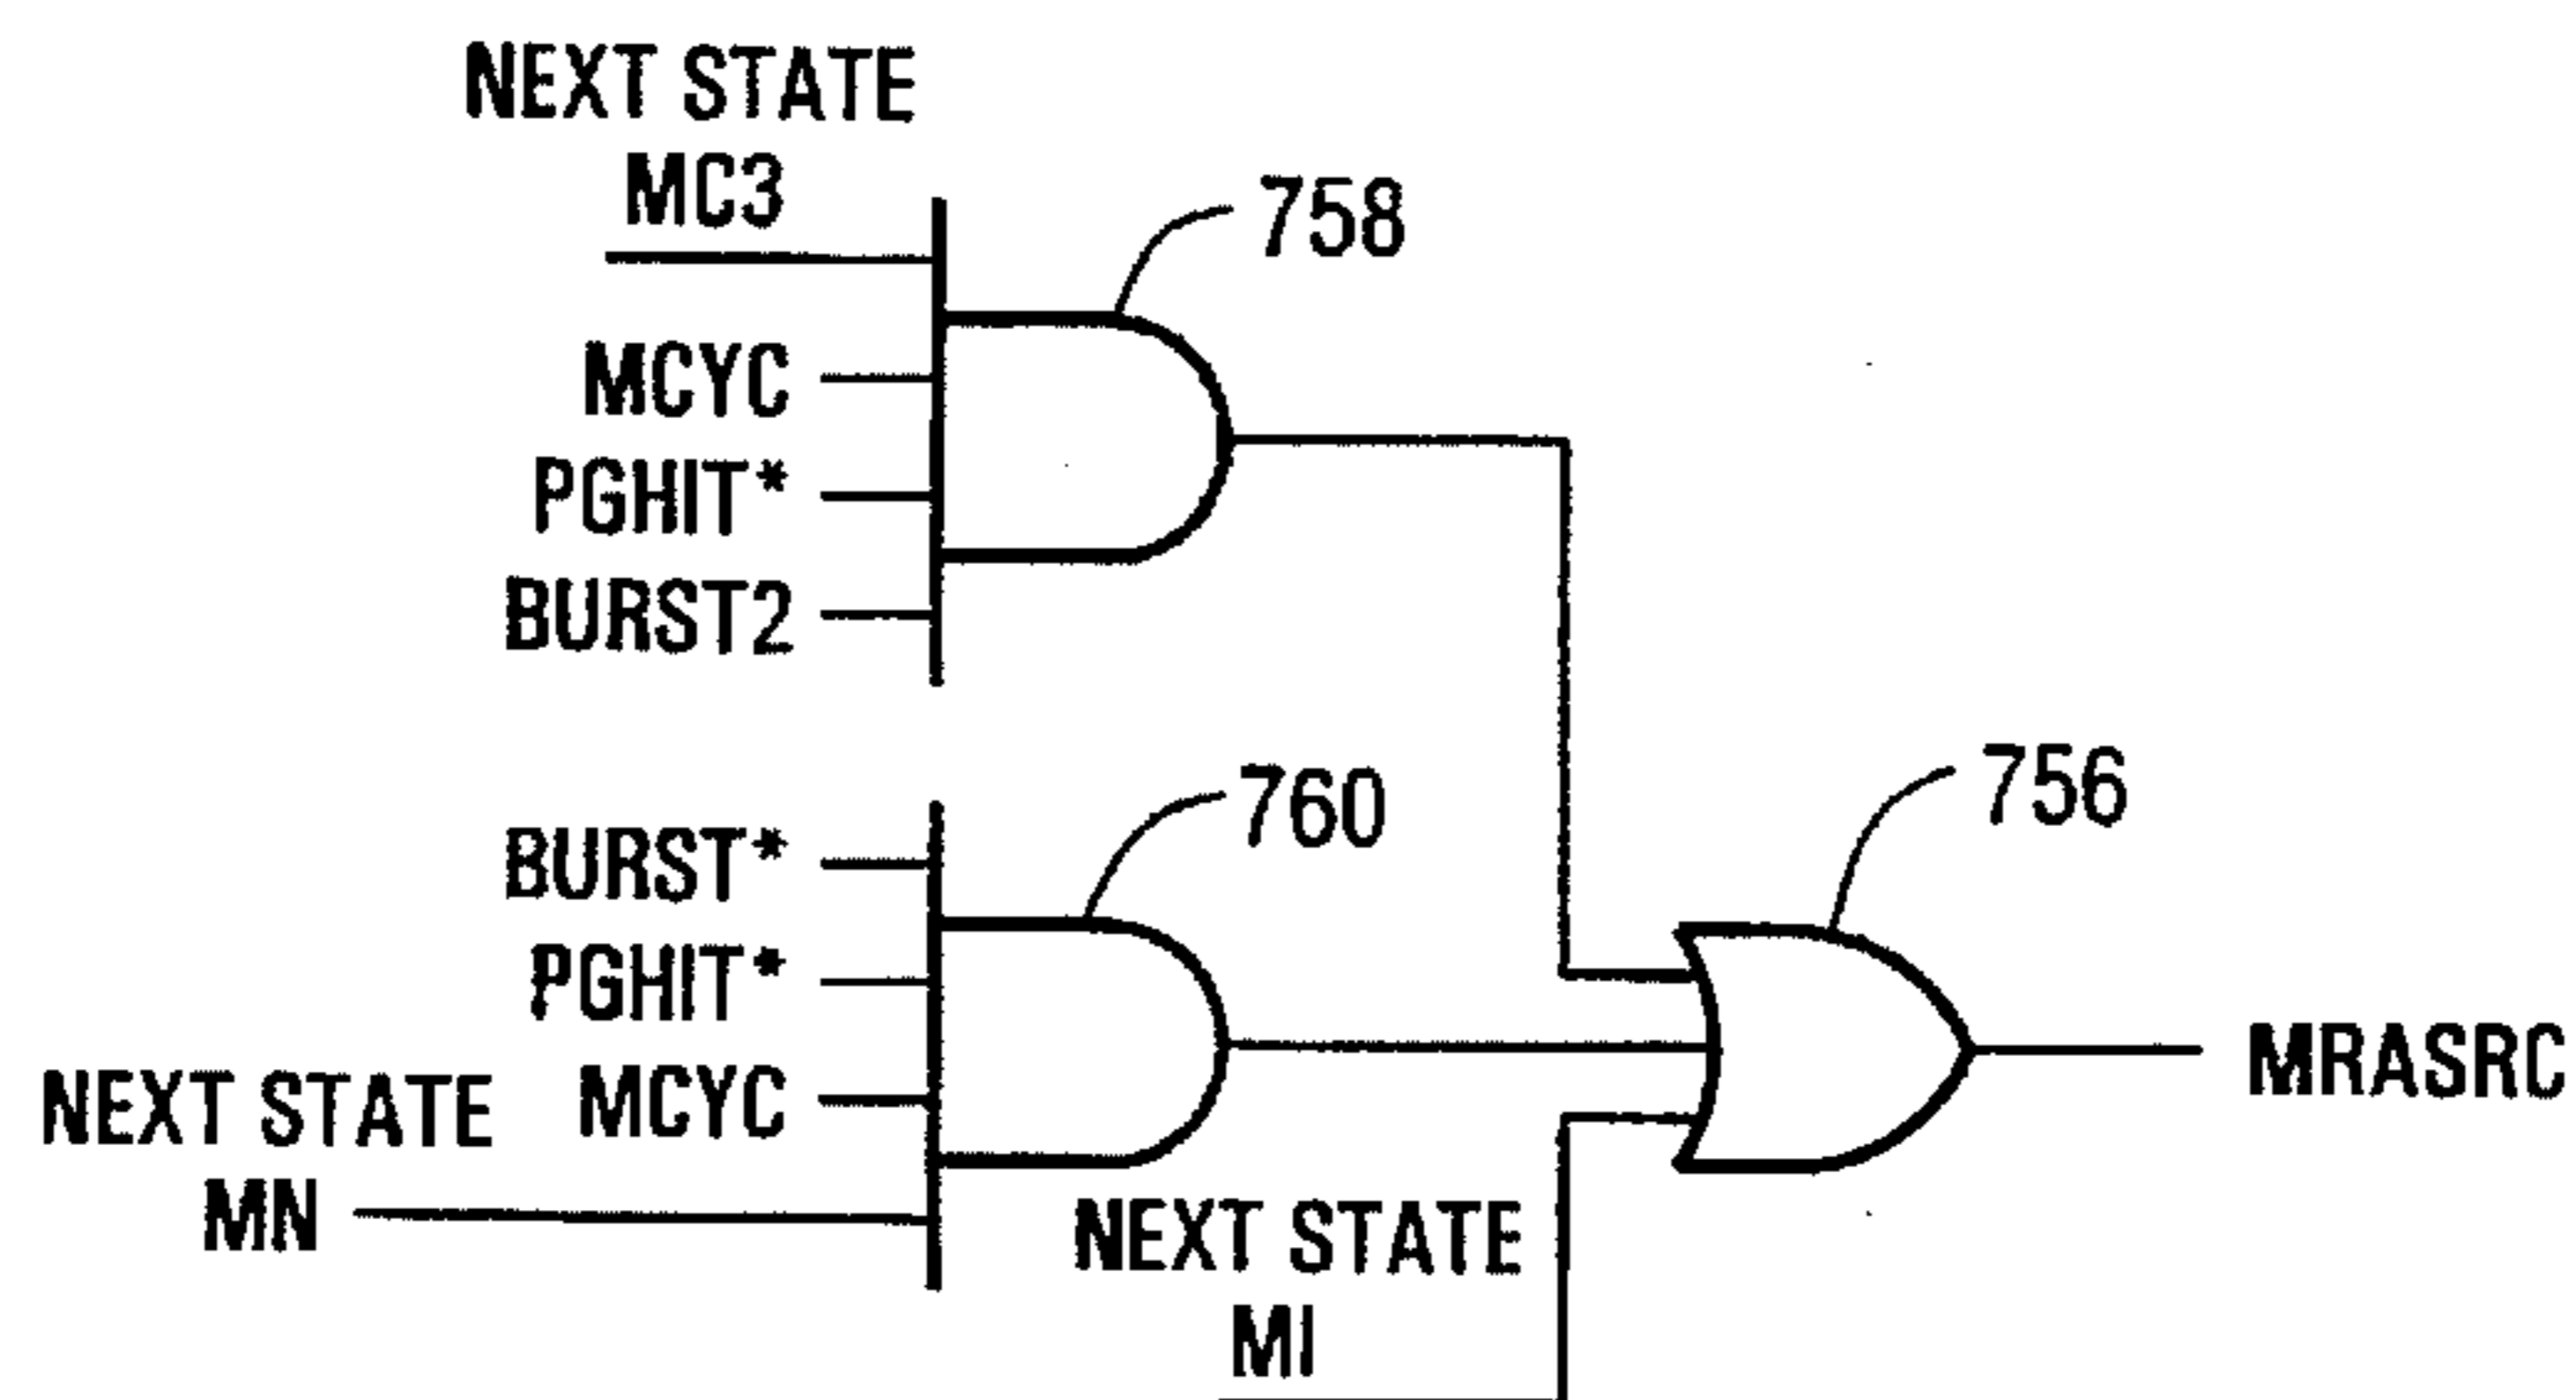 NEXT STATE
MC3
758
MCYC
PGHIT*
BURST2
BURST*
760
756
PGHIT*
MCYC
MRASRC
NEXT STATE
MN
NEXT STATE
MI